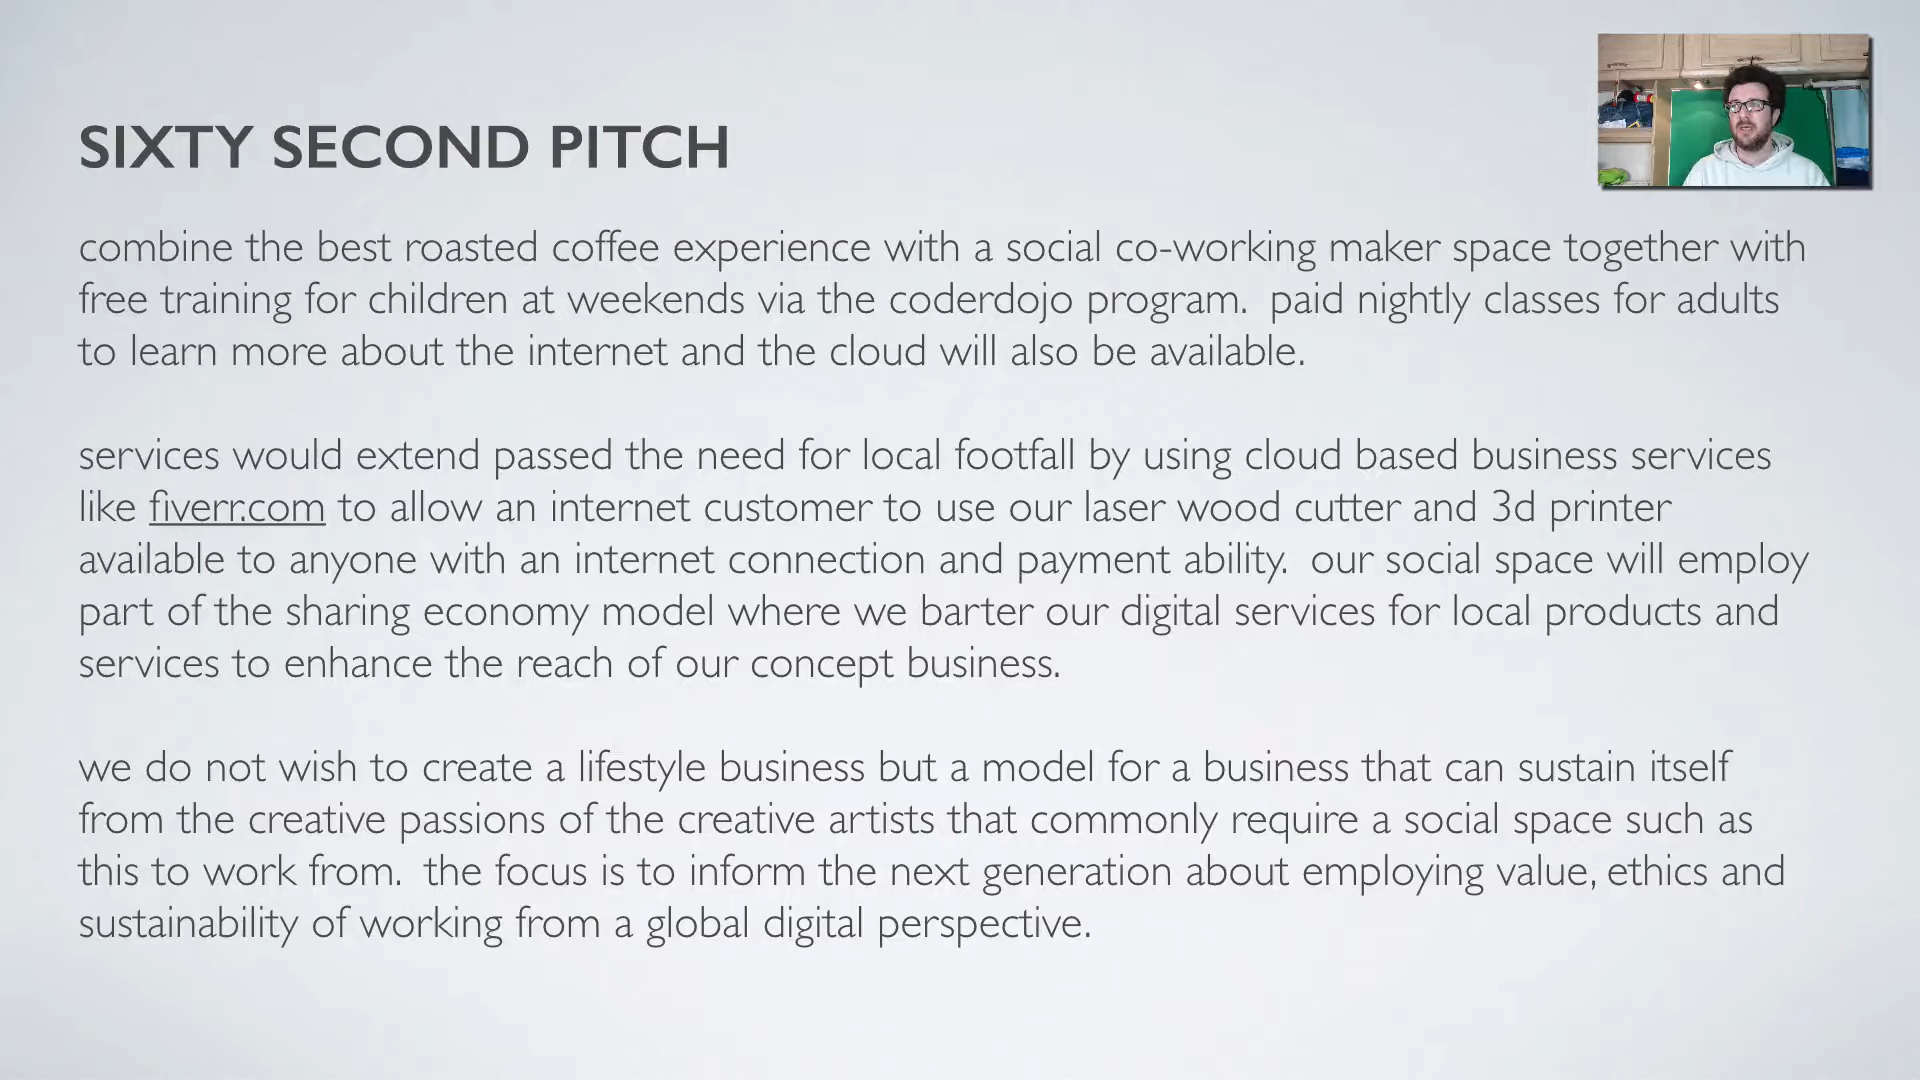 SIXTY SECOND PITCH
combine the best roasted coffee experience with a social co-working maker space together with
free training for children at weekends via the coderdojo program.  paid nightly classes for adults
to learn more about the internet and the cloud will also be available.
services would extend passed the need for local footfall by using cloud based business services
like fiverr.com to allow an internet customer to use our laser wood cutter and 3d printer
available to anyone with an internet connection and payment ability.  our social space will employ
part of the sharing economy model where we barter our digital services for local products and
services to enhance the reach of our concept business.
we do not wish to create a lifestyle business but a model for a business that can sustain itself
from the creative passions of the creative artists that commonly require a social space such as
this to work from.  the focus is to inform the next generation about employing value, ethics and
sustainability of working from a global digital perspective.